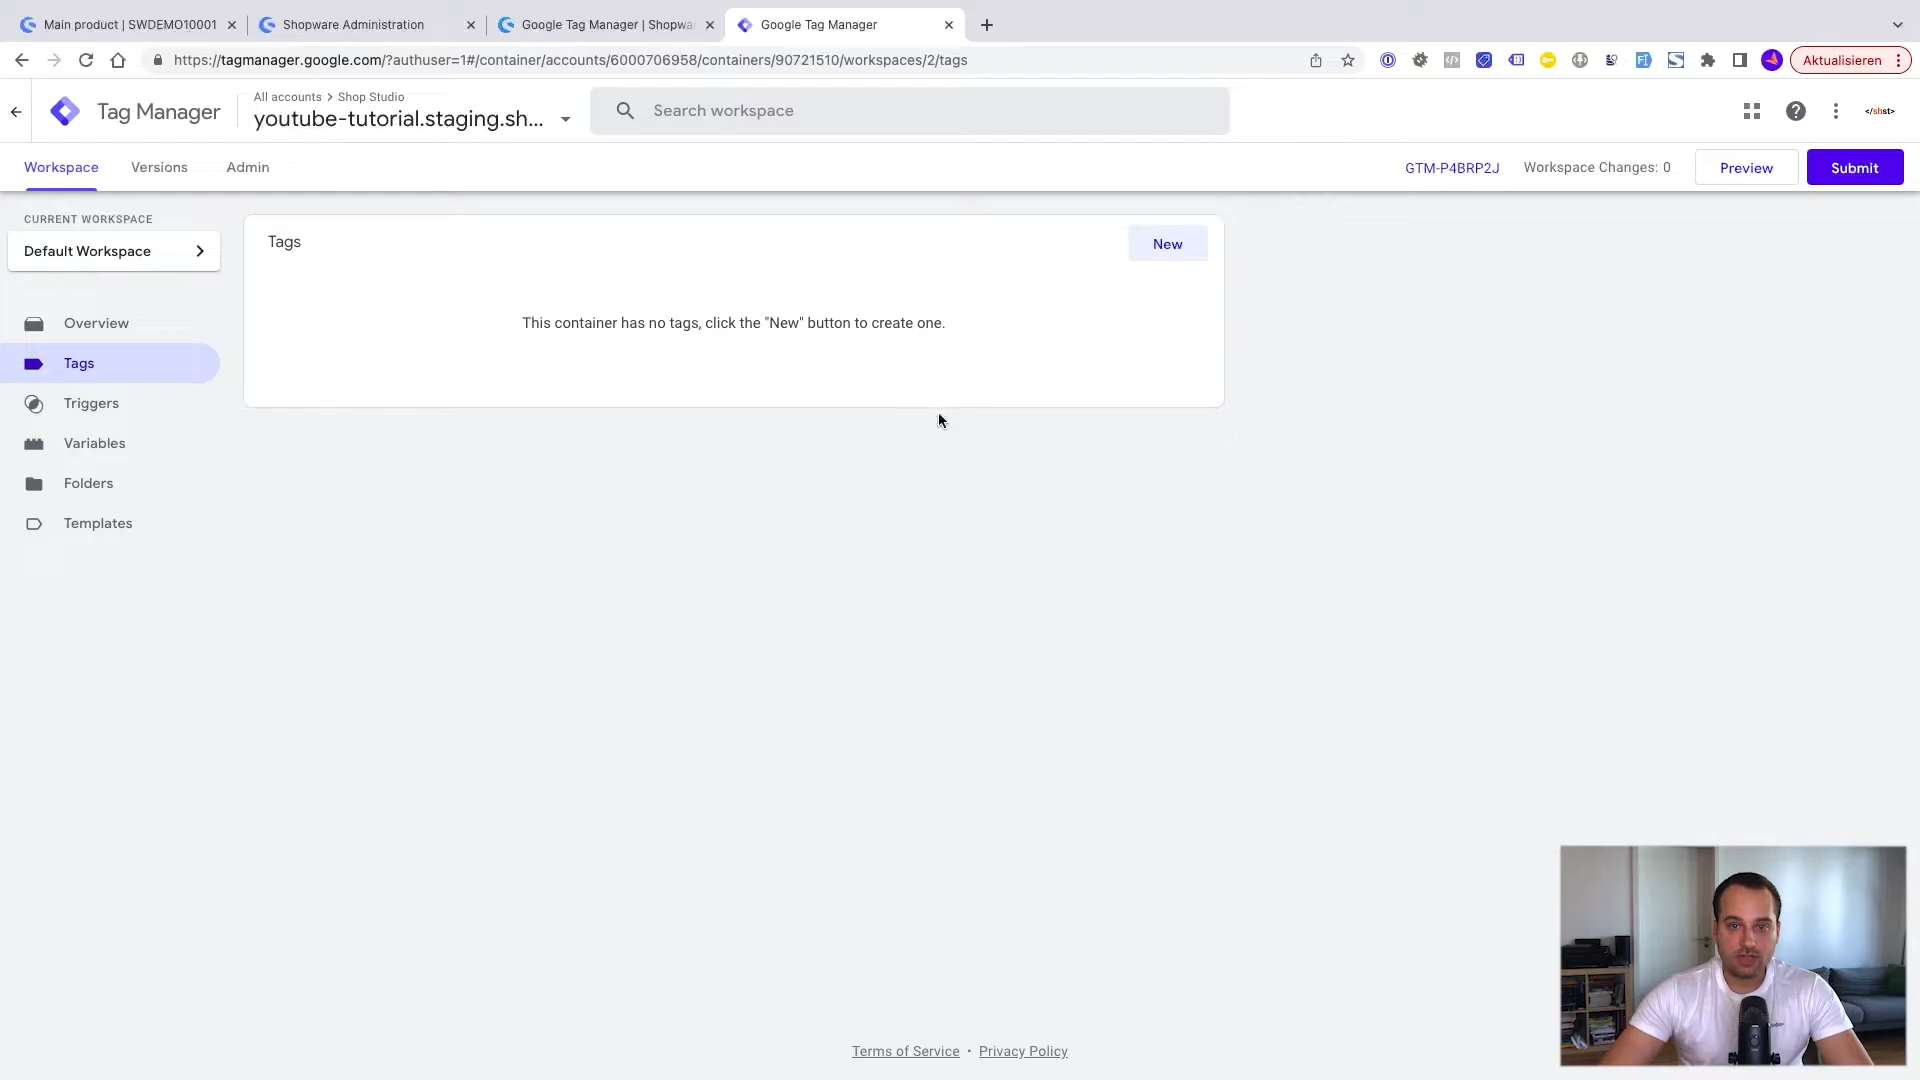 Main product | SWDEMO10001
Shopware Administration
Google Tag Manager | Shopwa
Google Tag Manager
https://tagmanager.google.com/?authuser=1#/container/accounts/6000706958/containers/90721510/workspaces/2/tags
Aktualisieren
Tag Manager
All accounts > Shop Studio
youtube-tutorial.staging.sh...
Search workspace
</shst>
Workspace
Versions
Admin
GTM-P4BRP2J
Workspace Changes: 0
Preview
Submit
CURRENT WORKSPACE
Default Workspace
Overview
Tags
Triggers
Variables
Folders
Templates
Tags
New
This container has no tags, click the "New" button to create one.
Terms of Service • Privacy Policy